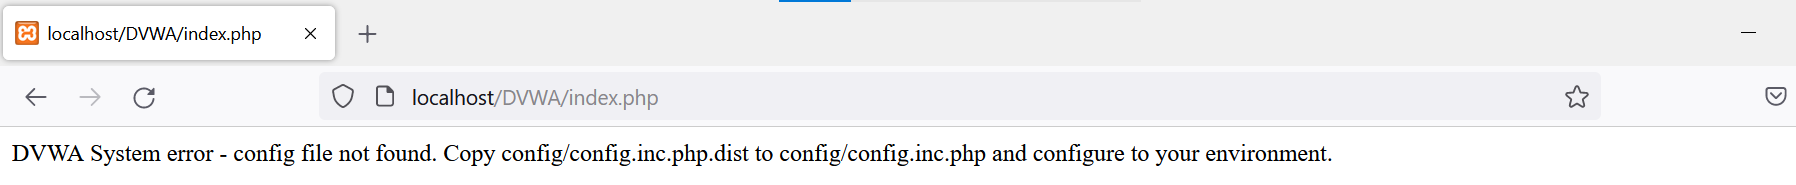 localhost/DVWA/index.php
localhost/DVWA/index.php
DVWA System error - config file not found. Copy config/config.inc.php.dist to config/config.inc.php and configure to your environment.